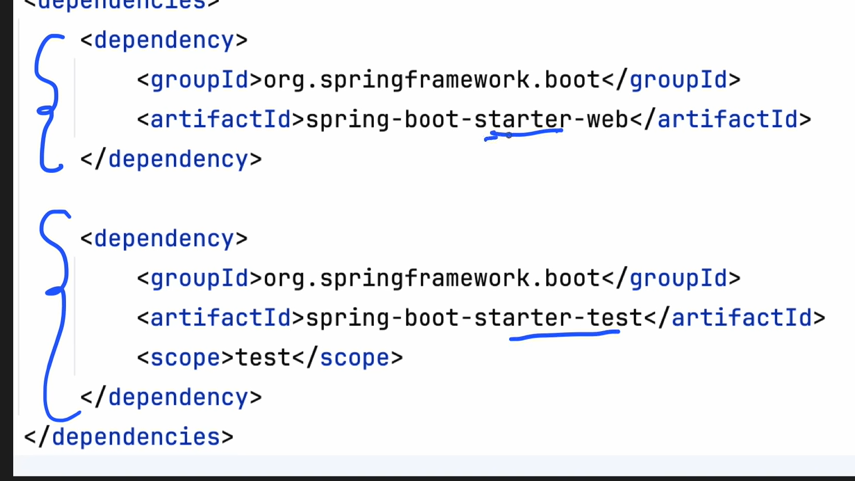 <dependencies>
<dependency>
<groupId>org.springframework.boot</groupId>
<artifactId>spring-boot-starter-web</artifactId>
</dependency>
<dependency>
<groupId>org.springframework.boot</groupId>
<artifactId>spring-boot-starter-test</artifactId>
<scope>test</scope>
</dependency>
</dependencies>